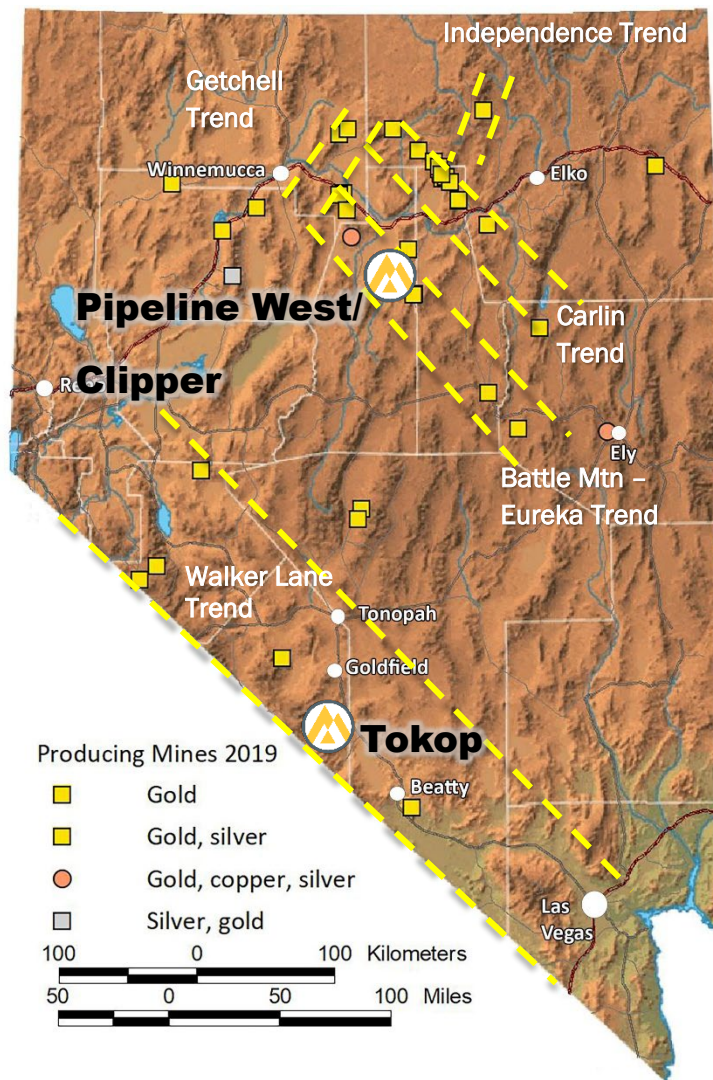 Independence Trend
Getchell
Trend
Winnemucca
Elko
Pipeline West/
Carlin
Trend
Clipper
Ely
Battle Mtn –
Eureka Trend
Walker Lane
Trend
Tonopah
Goldfield
Tokop
Producing Mines 2019
Beatty
Gold
Gold, silver
Gold, copper, silver
Las
Vegas
Silver, gold
100 0 100 Kilometers
50 0 50 100 Miles